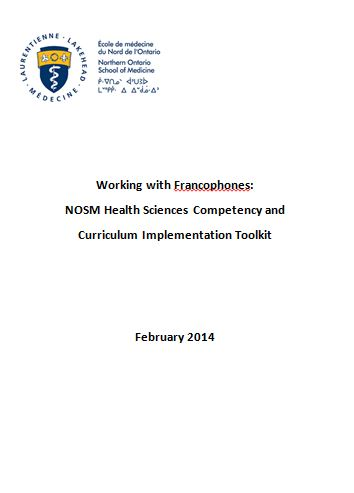 LAURENTIENNE · LAKEHEAD
MÉDECINE
École de médecine
du Nord de l'Ontario
Northern Ontario
School of Medicine
Working with Francophones:
NOSM Health Sciences Competency and
Curriculum Implementation Toolkit
February 2014